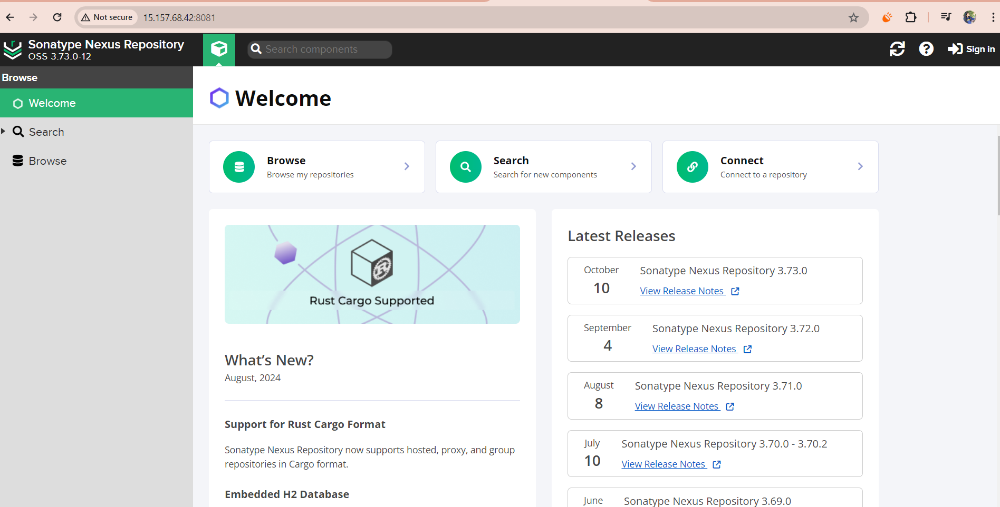 Not secure
15.157.68.42:8081
Sonatype Nexus Repository
OSS 3.73.0-12
Search components
Sign in
Browse
Welcome
Search
Browse
Welcome
Browse
Browse my repositories
Search
Search for new components
Connect
Connect to a repository
Rust Cargo Supported
What’s New?
August, 2024
Support for Rust Cargo Format
Sonatype Nexus Repository now supports hosted, proxy, and group
repositories in Cargo format.
Embedded H2 Database
Latest Releases
October
10
Sonatype Nexus Repository 3.73.0
View Release Notes
September
4
Sonatype Nexus Repository 3.72.0
View Release Notes
August
8
Sonatype Nexus Repository 3.71.0
View Release Notes
July
10
Sonatype Nexus Repository 3.70.0 - 3.70.2
View Release Notes
June
Sonatype Nexus Repository 3.69.0